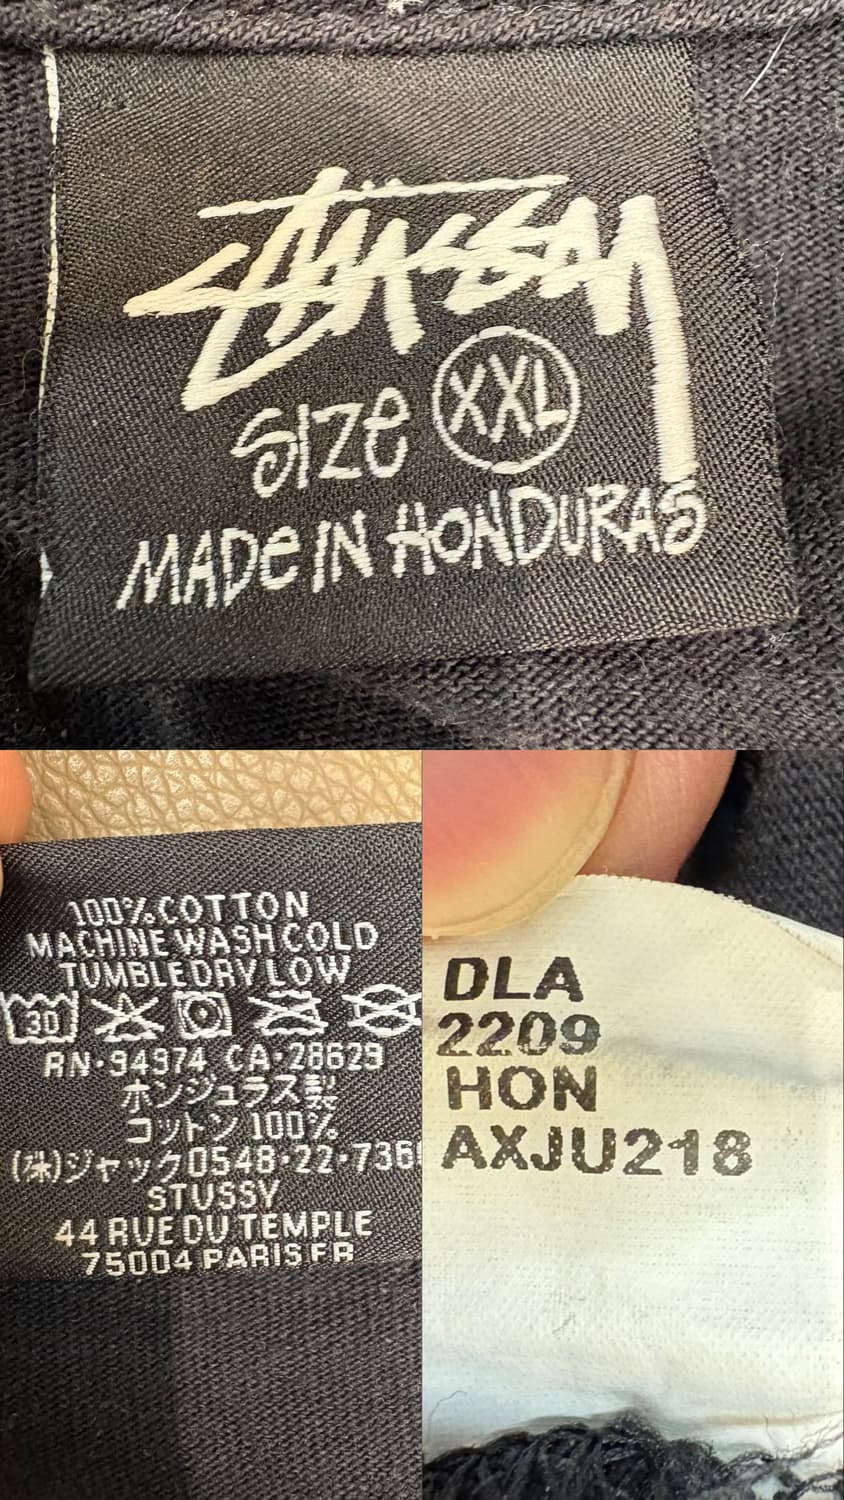 Stüssy
Size XXL
MADe IN HONDURAS
100% COTTON
MACHINE WASH COLD
TUMBLE DRY LOW
30
RN•94974 CA•28629
ホンジュラス製
コットン 100%
(株)ジャック0548•22•736
STUSSY
44 RUE DU TEMPLE
75004 PARIS FR
DLA
2209
HON
AXJU218